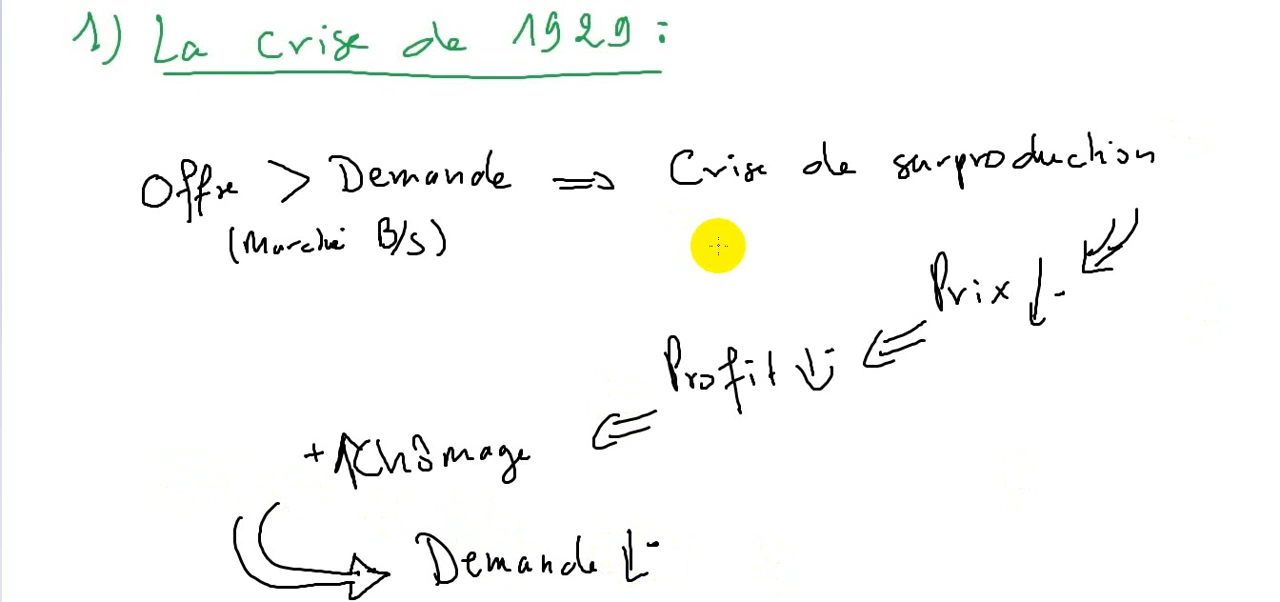 1) La crise de 1929 :
Offre > Demande => Crise de surproduction
(Marché B/S)
Prix ↓ -
Profit ↓ -
+ ↑ Chômage
Demande ↓ -